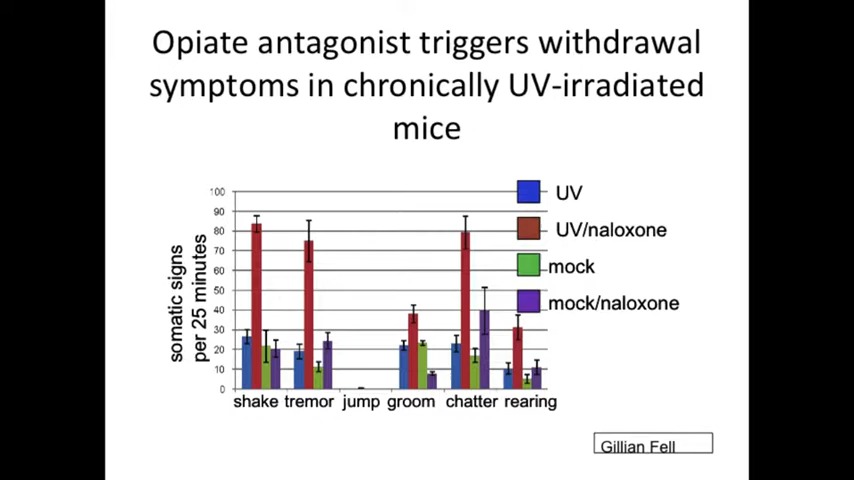 Opiate antagonist triggers withdrawal
symptoms in chronically UV-irradiated
mice
somatic signs
per 25 minutes
100
90
80
70
60
50
40
30
20
10
0
shake tremor jump groom chatter rearing
UV
UV/naloxone
mock
mock/naloxone
Gillian Fell